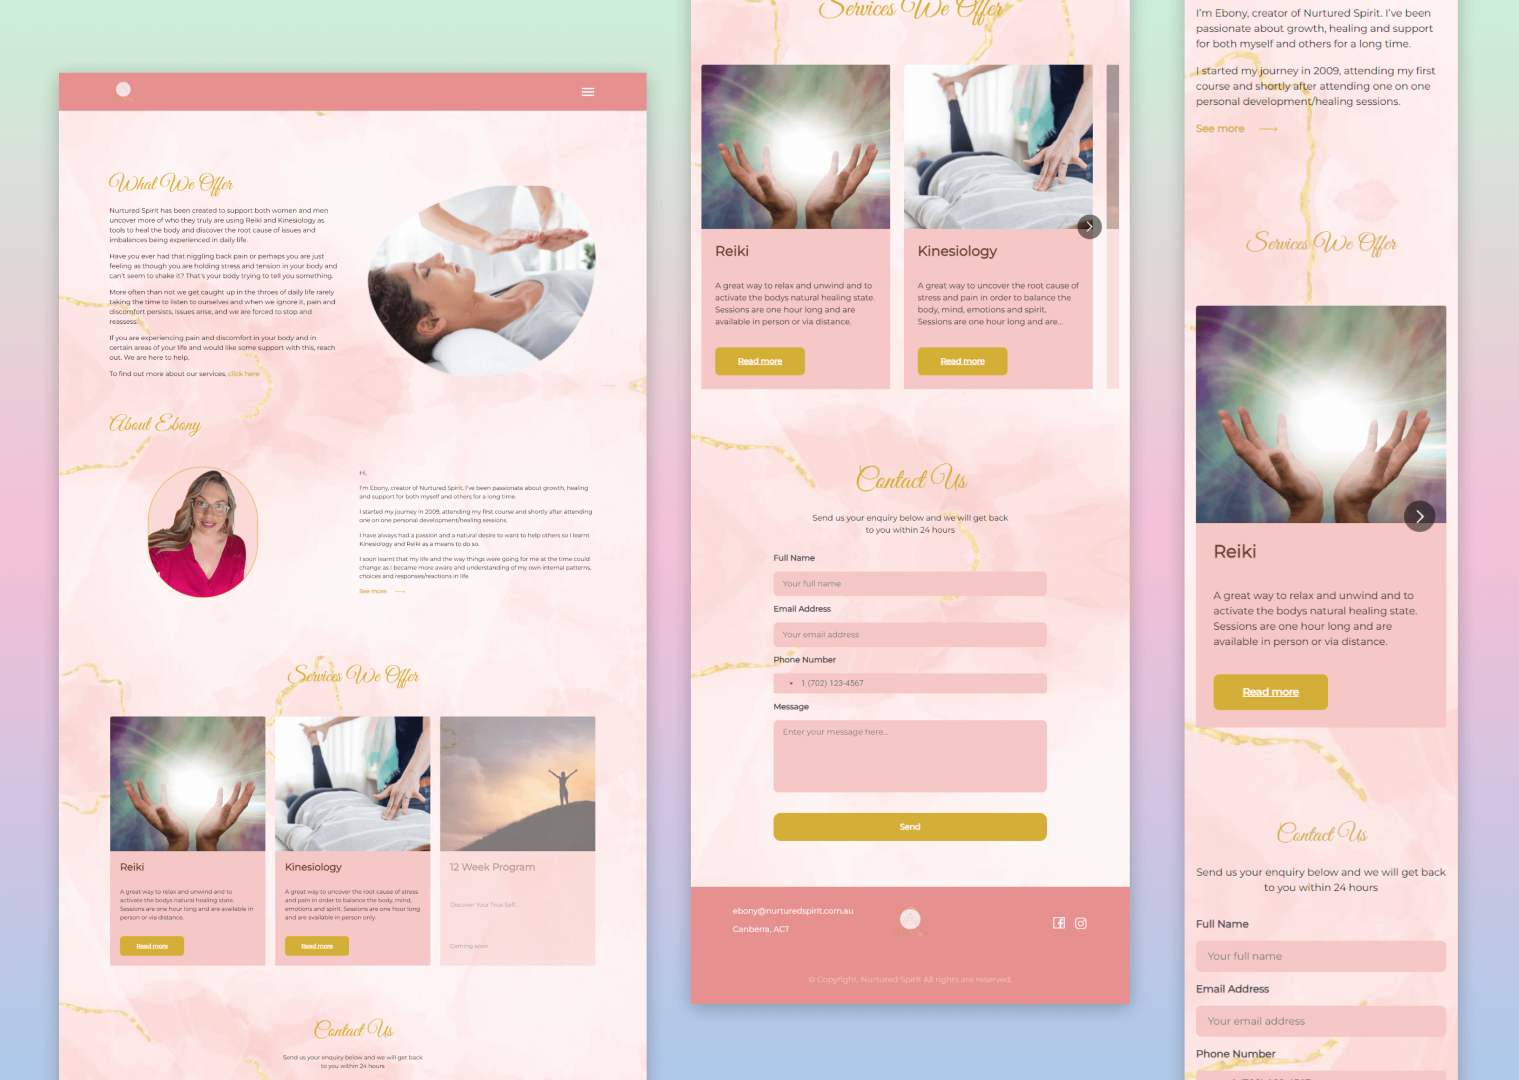 What We Offer
Nurtured Spirit has been created to support both women and men
uncover more of who they truly are using Reiki and Kinesiology as
tools to heal the body and discover the root cause of issues and
imbalances being experienced in daily life.
Have you ever had that niggling back pain or perhaps you are just
feeling as though you are holding stress and tension in your body and
can't seem to shake it? That's your body trying to tell you something.
More often than not we get caught up in the throes of daily life rarely
taking the time to listen to ourselves and when we ignore it, pain and
discomfort persists, issues arise, and we are forced to stop and
reassess.
If you are experiencing pain and discomfort in your body and in
certain areas of your life and would like some support with this, reach
out. We are here to help.
To find out more about our services, click here
About Ebony
Hi,
I'm Ebony, creator of Nurtured Spirit. I've been passionate about growth, healing
and support for both myself and others for a long time.
I started my journey in 2009, attending my first course and shortly after attending
one on one personal development/healing sessions.
I have always had a passion and a natural desire to want to help others so I learnt
Kinesiology and Reiki as a means to do so.
I soon learnt that my life and the way things were going for me at the time could
change as I became more aware and understanding of my own internal patterns,
choices and responses/reactions in life.
See more
Services We Offer
Reiki
A great way to relax and unwind and to
activate the bodys natural healing state.
Sessions are one hour long and are available in
person or via distance.
Read more
Kinesiology
A great way to uncover the root cause of stress
and pain in order to balance the body, mind,
emotions and spirit. Sessions are one hour long
and are available in person only.
Read more
12 Week Program
Discover Your True Self..
Coming soon
Contact Us
Send us your enquiry below and we will get back
to you within 24 hours
Services We Offer
Reiki
A great way to relax and unwind and to
activate the bodys natural healing state.
Sessions are one hour long and are
available in person or via distance.
Read more
Kinesiology
A great way to uncover the root cause of
stress and pain in order to balance the
body, mind, emotions and spirit.
Sessions are one hour long and are...
Read more
Contact Us
Send us your enquiry below and we will get back
to you within 24 hours
Full Name
Your full name
Email Address
Your email address
Phone Number
1 (702) 123-4567
Message
Enter your message here...
Send
ebony@nurturedspirit.com.au
Canberra, ACT
© Copyright, Nurtured Spirit All rights are reserved.
I'm Ebony, creator of Nurtured Spirit. I've been
passionate about growth, healing and support
for both myself and others for a long time.
I started my journey in 2009, attending my first
course and shortly after attending one on one
personal development/healing sessions.
See more
Services We Offer
Reiki
A great way to relax and unwind and to
activate the bodys natural healing state.
Sessions are one hour long and are
available in person or via distance.
Read more
Contact Us
Send us your enquiry below and we will get back
to you within 24 hours
Full Name
Your full name
Email Address
Your email address
Phone Number